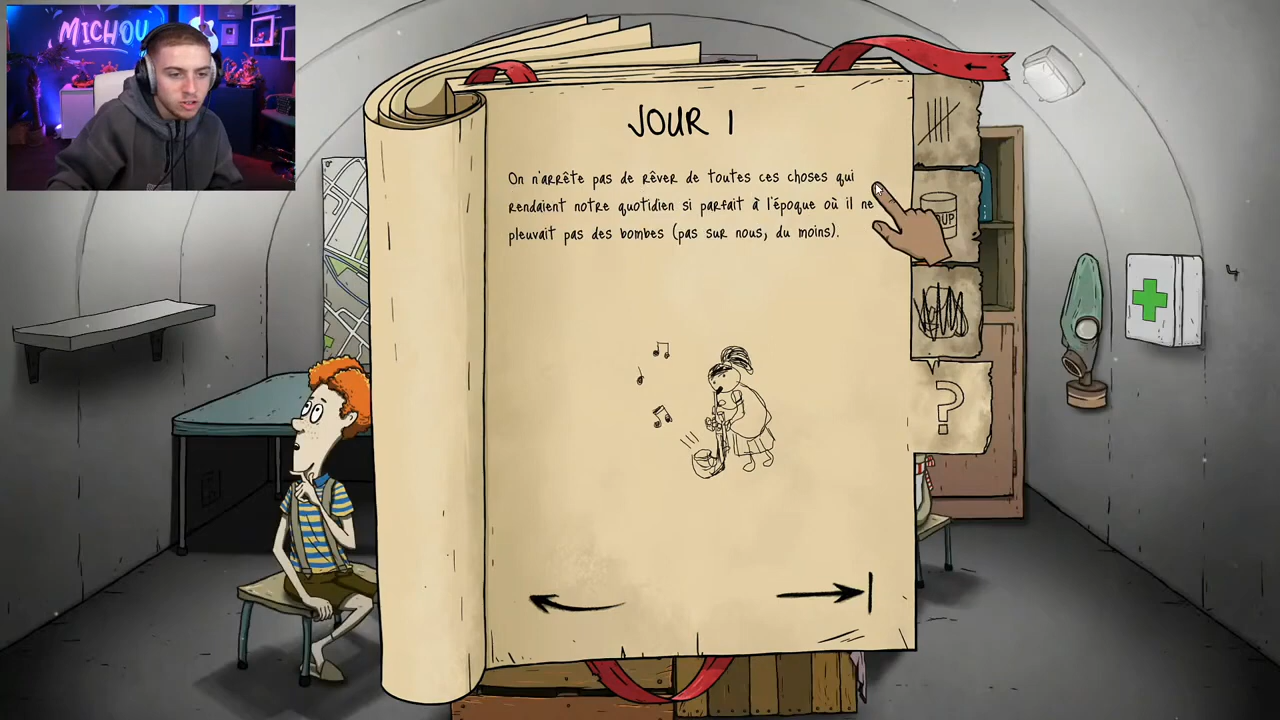 MICHOU
JOUR 1
On n'arrête pas de rêver de toutes ces choses qui
rendaient notre quotidien si parfait à l'époque où il ne
pleuvait pas des bombes (pas sur nous, du moins).
?